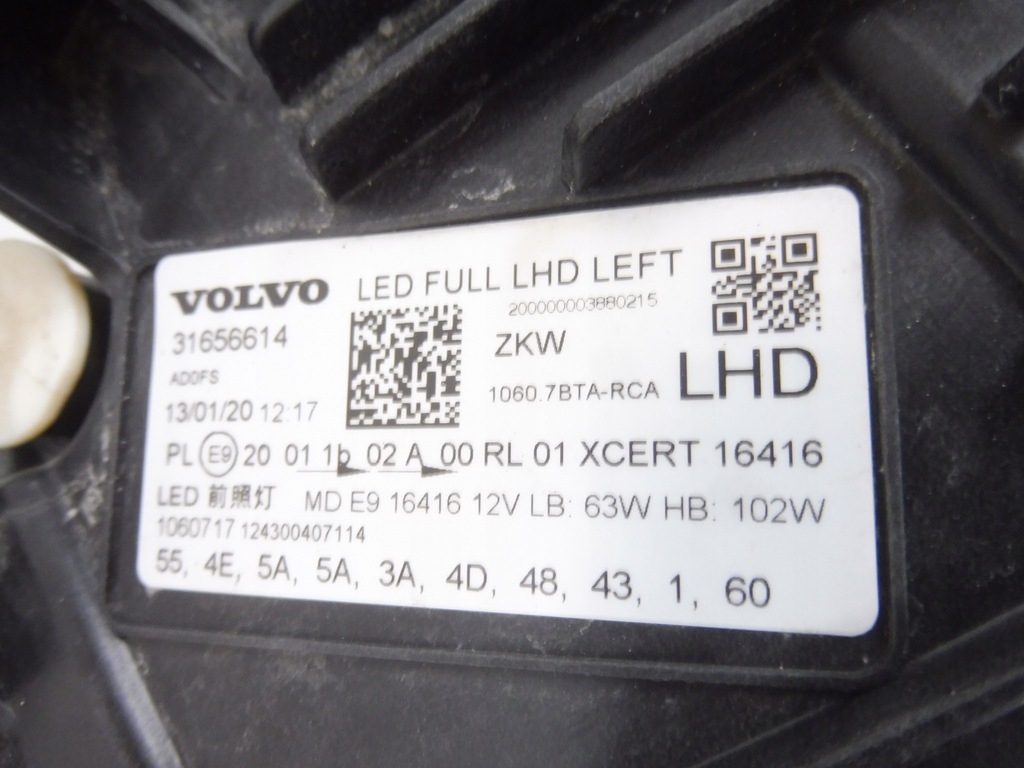 VOLVO LED FULL LHD LEFT
200000003880215
31656614 ZKW
AD0FS
1060.7BTA-RCA LHD
13/01/20 12:17
PL E9 20 01 1b 02 A 00 RL 01 XCERT 16416
LED 前照灯 MD E9 16416 12V LB: 63W HB: 102W
1060717 124300407114
55, 4E, 5A, 5A, 3A, 4D, 48, 43, 1, 60